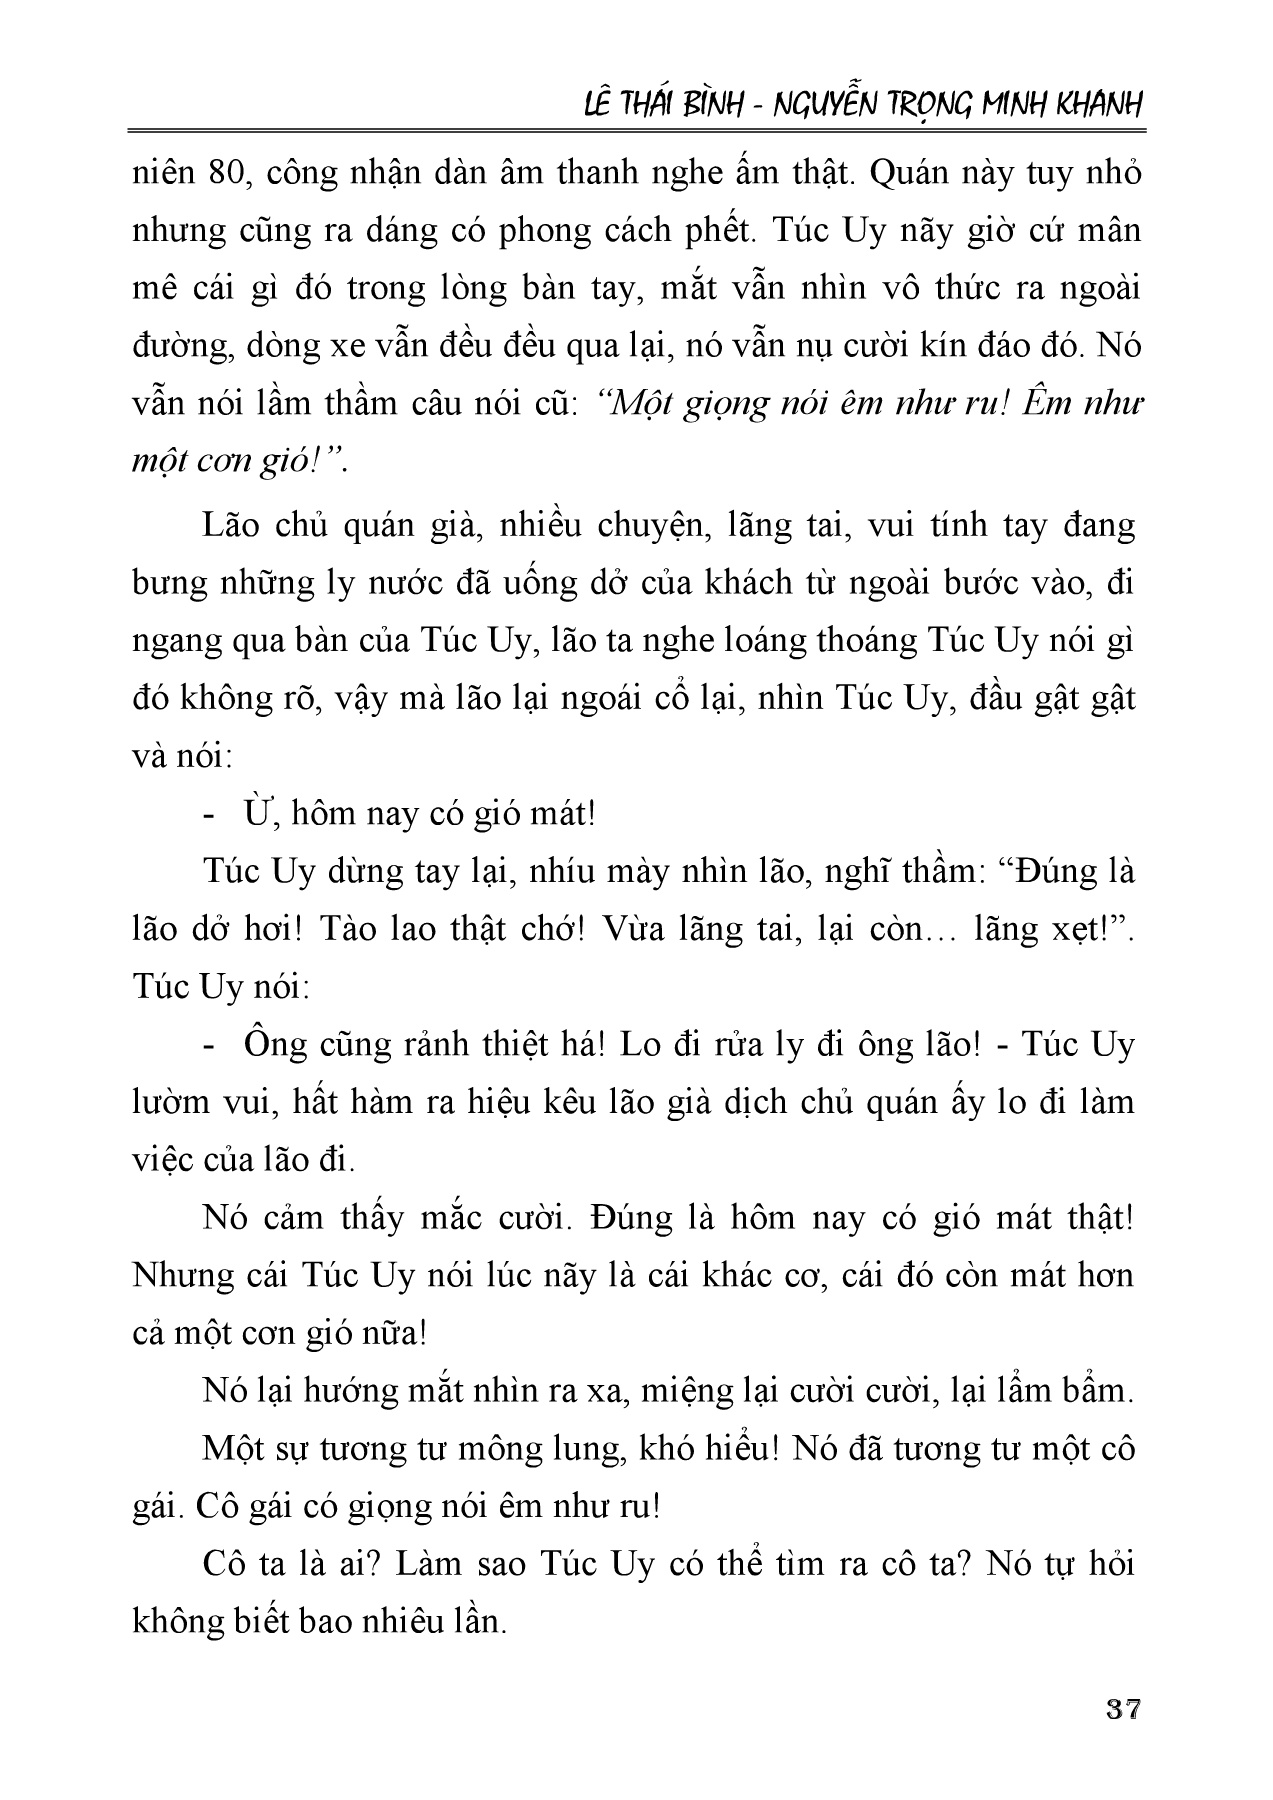 LÊ THÁI BÌNH - NGUYỄN TRỌNG MINH KHANH
niên 80, công nhận dàn âm thanh nghe ấm thật. Quán này tuy nhỏ
nhưng cũng ra dáng có phong cách phết. Túc Uy nãy giờ cứ mân
mê cái gì đó trong lòng bàn tay, mắt vẫn nhìn vô thức ra ngoài
đường, dòng xe vẫn đều đều qua lại, nó vẫn nụ cười kín đáo đó. Nó
vẫn nói lầm thầm câu nói cũ: “Một giọng nói êm như ru! Êm như
một cơn gió!”.
Lão chủ quán già, nhiều chuyện, lãng tai, vui tính tay đang
bưng những ly nước đã uống dở của khách từ ngoài bước vào, đi
ngang qua bàn của Túc Uy, lão ta nghe loáng thoáng Túc Uy nói gì
đó không rõ, vậy mà lão lại ngoái cổ lại, nhìn Túc Uy, đầu gật gật
và nói:
- Ừ, hôm nay có gió mát!
Túc Uy dừng tay lại, nhíu mày nhìn lão, nghĩ thầm: “Đúng là
lão dở hơi! Tào lao thật chớ! Vừa lãng tai, lại còn… lãng xẹt!”.
Túc Uy nói:
- Ông cũng rảnh thiệt há! Lo đi rửa ly đi ông lão! - Túc Uy
lườm vui, hất hàm ra hiệu kêu lão già dịch chủ quán ấy lo đi làm
việc của lão đi.
Nó cảm thấy mắc cười. Đúng là hôm nay có gió mát thật!
Nhưng cái Túc Uy nói lúc nãy là cái khác cơ, cái đó còn mát hơn
cả một cơn gió nữa!
Nó lại hướng mắt nhìn ra xa, miệng lại cười cười, lại lẩm bẩm.
Một sự tương tư mông lung, khó hiểu! Nó đã tương tư một cô
gái. Cô gái có giọng nói êm như ru!
Cô ta là ai? Làm sao Túc Uy có thể tìm ra cô ta? Nó tự hỏi
không biết bao nhiêu lần.
37